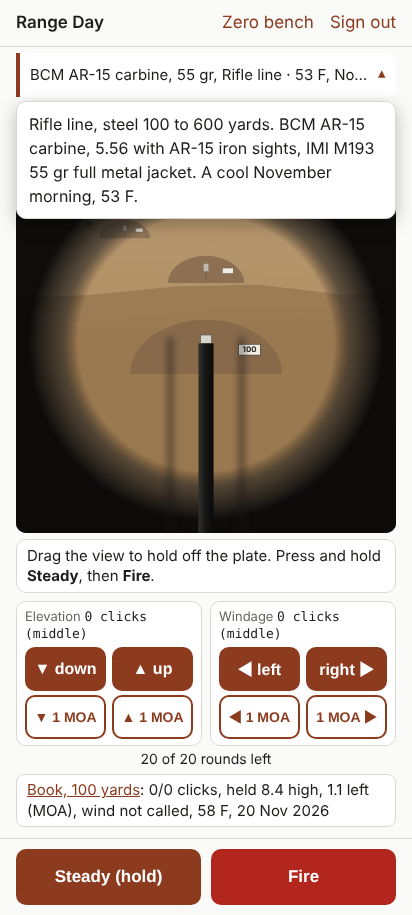 Range Day
Zero bench
Sign out
BCM AR-15 carbine, 55 gr, Rifle line · 53 F, No... ▲
Rifle line, steel 100 to 600 yards. BCM AR-15
carbine, 5.56 with AR-15 iron sights, IMI M193
55 gr full metal jacket. A cool November
morning, 53 F.
100
Drag the view to hold off the plate. Press and hold
Steady, then Fire.
Elevation 0 clicks
(middle)
▼ down
▲ up
▼ 1 MOA
▲ 1 MOA
Windage 0 clicks
(middle)
◀ left
right ▶
◀ 1 MOA
1 MOA ▶
20 of 20 rounds left
Book, 100 yards: 0/0 clicks, held 8.4 high, 1.1 left
(MOA), wind not called, 58 F, 20 Nov 2026
Steady (hold)
Fire